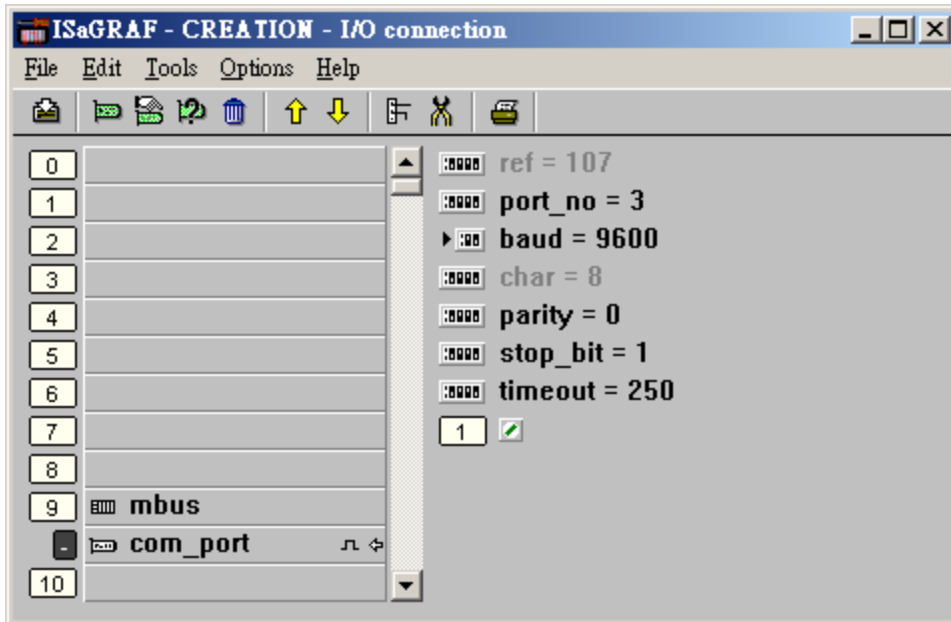 ISaGRAF - CREATION - I/O connection
File Edit Tools Options Help
0
1
2
3
4
5
6
7
8
9 mbus
- com_port
10
ref = 107
port_no = 3
baud = 9600
char = 8
parity = 0
stop_bit = 1
timeout = 250
1